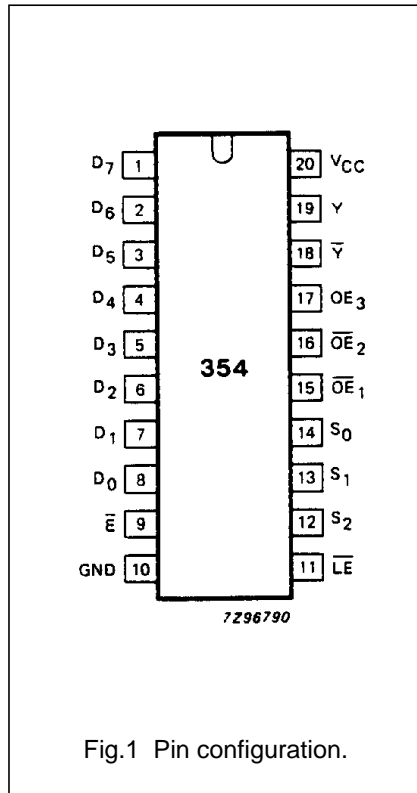 D7 1 20 VCC
D6 2 19 Y
D5 3 18 Y̅
D4 4 17 OE3
D3 5 16 O̅E̅2
354
D2 6 15 O̅E̅1
D1 7 14 S0
D0 8 13 S1
E̅ 9 12 S2
GND 10 11 L̅E̅
7Z96790
Fig.1 Pin configuration.